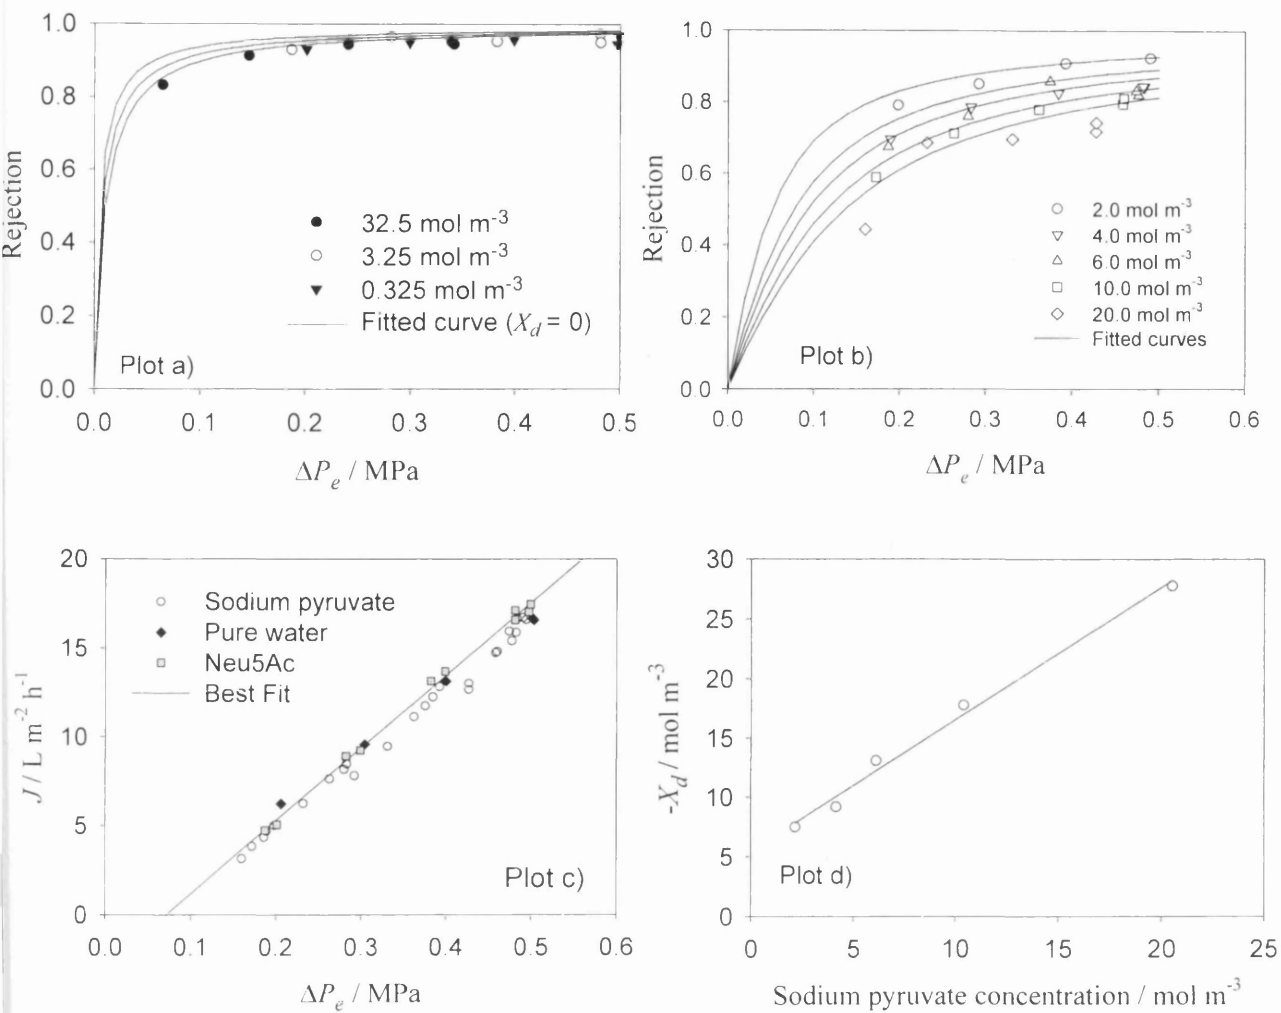 1.0
0.8
0.6
0.4
0.2
0.0
Rejection
32.5 mol m⁻³
3.25 mol m⁻³
0.325 mol m⁻³
Fitted curve (X_d = 0)
Plot a)
0.0 0.1 0.2 0.3 0.4 0.5
ΔP_e / MPa
1.0
0.8
0.6
0.4
0.2
0.0
Rejection
2.0 mol m⁻³
4.0 mol m⁻³
6.0 mol m⁻³
10.0 mol m⁻³
20.0 mol m⁻³
Fitted curves
Plot b)
0.0 0.1 0.2 0.3 0.4 0.5 0.6
ΔP_e / MPa
20
15
10
5
0
J / L m⁻² h⁻¹
Sodium pyruvate
Pure water
Neu5Ac
Best Fit
Plot c)
0.0 0.1 0.2 0.3 0.4 0.5 0.6
ΔP_e / MPa
30
25
20
15
10
5
0
-X_d / mol m⁻³
Plot d)
0 5 10 15 20 25
Sodium pyruvate concentration / mol m⁻³